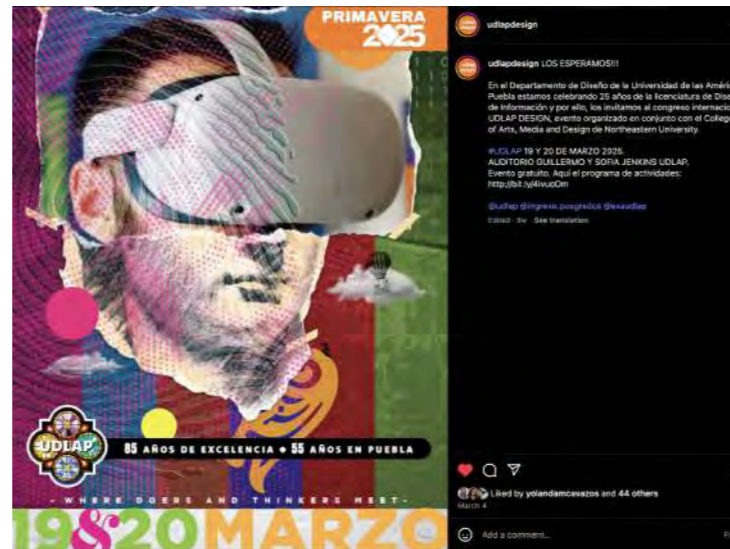 PRIMAVERA
2025
UDLAP
85 AÑOS DE EXCELENCIA + 55 AÑOS EN PUEBLA
- WHERE DOERS AND THINKERS MEET -
19&20 MARZO
udlapdesign
udlapdesign LOS ESPERAMOS!!!
En el Departamento de Diseño de la Universidad de las Améri
Puebla estamos celebrando 25 años de la licenciatura de Dise
de Información y por ello, los invitamos al congreso internacio
UDLAP DESIGN, evento organizado en conjunto con el Colleg
of Arts, Media and Design de Northeastern University.
#UDLAP 19 Y 20 DE MARZO 2025.
AUDITORIO GUILLERMO Y SOFIA JENKINS UDLAP.
Evento gratuito. Aquí el programa de actividades:
@udlap @ingreso.posgrados @exaudlap
Edited · 3w See translation
Liked by yolandamcavazos and 44 others
March 4
Add a comment...